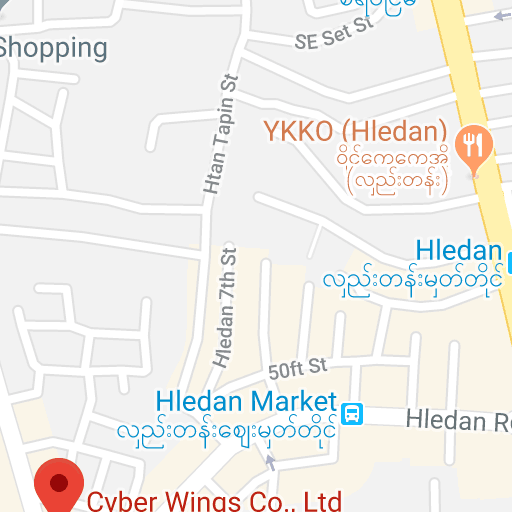 SE Set St
Shopping
Htan Tapin St
YKKO (Hledan)
ဝိုင်ကေကေအို
(လှည်းတန်း)
Hledan
လှည်းတန်းမှတ်တိုင်
Hledan 7th St
50ft St
Hledan Market
လှည်းတန်းဈေးမှတ်တိုင်
Hledan R
Cyber Wings Co., Ltd